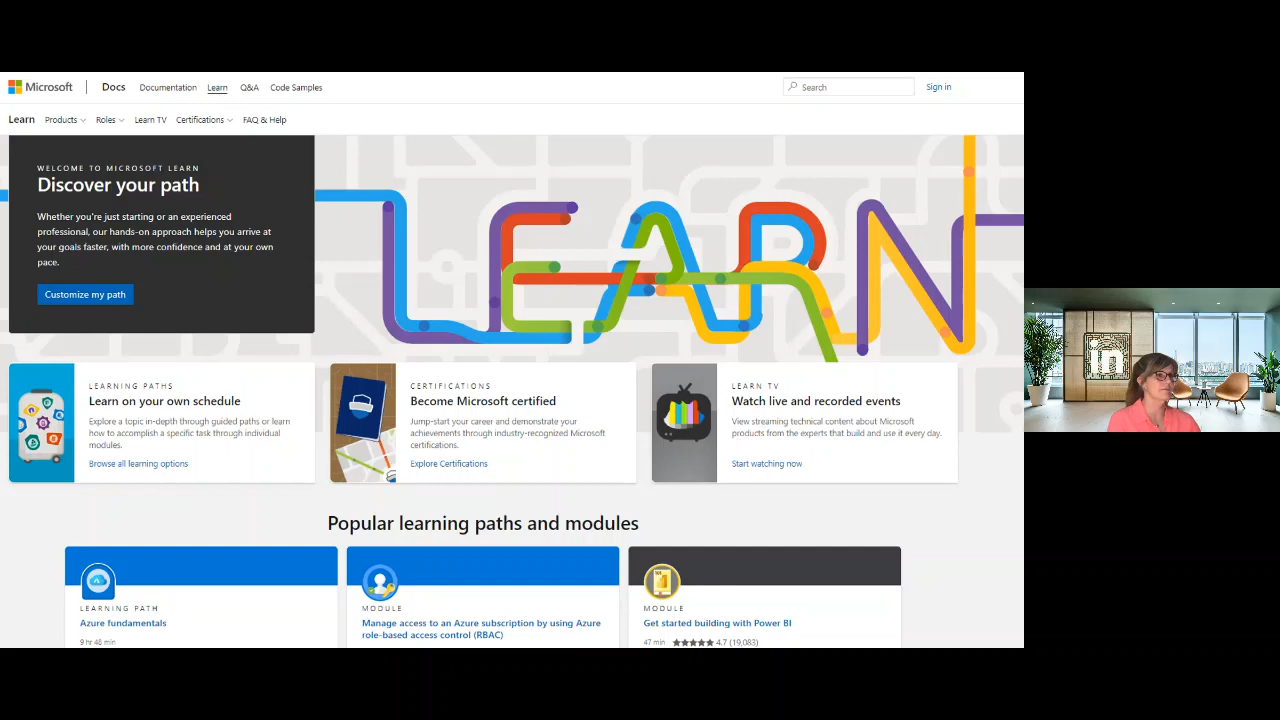 Microsoft Docs Documentation Learn Q&A Code Samples Search Sign in
Learn Products Roles Learn TV Certifications FAQ & Help
WELCOME TO MICROSOFT LEARN
Discover your path
Whether you're just starting or an experienced
professional, our hands-on approach helps you arrive at
your goals faster, with more confidence and at your own
pace.
Customize my path
LEARN
in
LEARNING PATHS
Learn on your own schedule
Explore a topic in-depth through guided paths or learn
how to accomplish a specific task through individual
modules.
Browse all learning options
CERTIFICATIONS
Become Microsoft certified
Jump-start your career and demonstrate your
achievements through industry-recognized Microsoft
certifications.
Explore Certifications
LEARN TV
Watch live and recorded events
View streaming technical content about Microsoft
products from the experts that build and use it every day.
Start watching now
Popular learning paths and modules
LEARNING PATH
Azure fundamentals
9 hr 48 min
MODULE
Manage access to an Azure subscription by using Azure
role-based access control (RBAC)
MODULE
Get started building with Power BI
47 min ★★★★★ 4.7 (19,083)